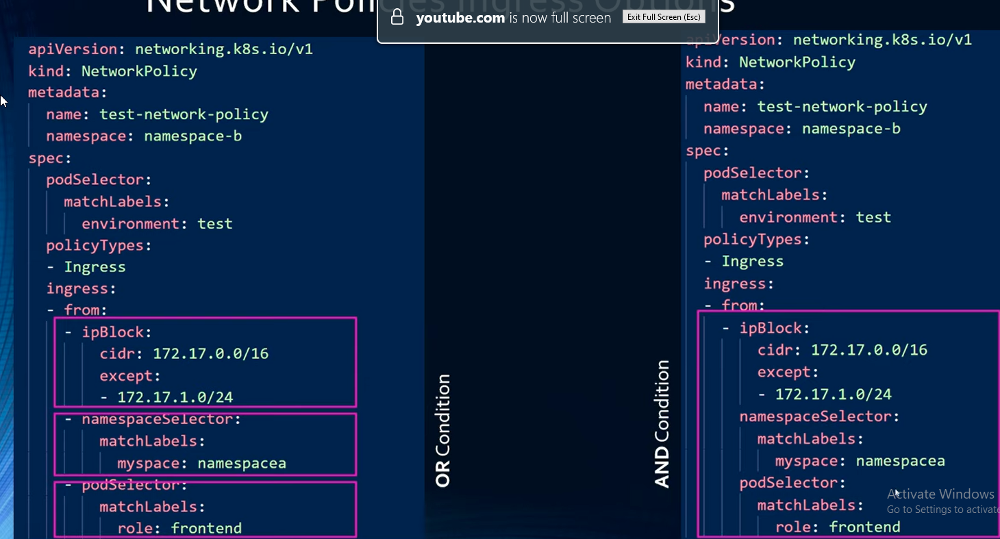 Network Policies Ingress Options
youtube.com is now full screen
Exit Full Screen (Esc)
apiVersion: networking.k8s.io/v1
kind: NetworkPolicy
metadata:
  name: test-network-policy
  namespace: namespace-b
spec:
  podSelector:
    matchLabels:
      environment: test
  policyTypes:
  - Ingress
  ingress:
  - from:
    - ipBlock:
        cidr: 172.17.0.0/16
        except:
        - 172.17.1.0/24
    - namespaceSelector:
        matchLabels:
          myspace: namespacea
    - podSelector:
        matchLabels:
          role: frontend
OR Condition
AND Condition
apiVersion: networking.k8s.io/v1
kind: NetworkPolicy
metadata:
  name: test-network-policy
  namespace: namespace-b
spec:
  podSelector:
    matchLabels:
      environment: test
  policyTypes:
  - Ingress
  ingress:
  - from:
    - ipBlock:
        cidr: 172.17.0.0/16
        except:
        - 172.17.1.0/24
      namespaceSelector:
        matchLabels:
          myspace: namespacea
      podSelector:
        matchLabels:
          role: frontend
Activate Windows
Go to Settings to activate